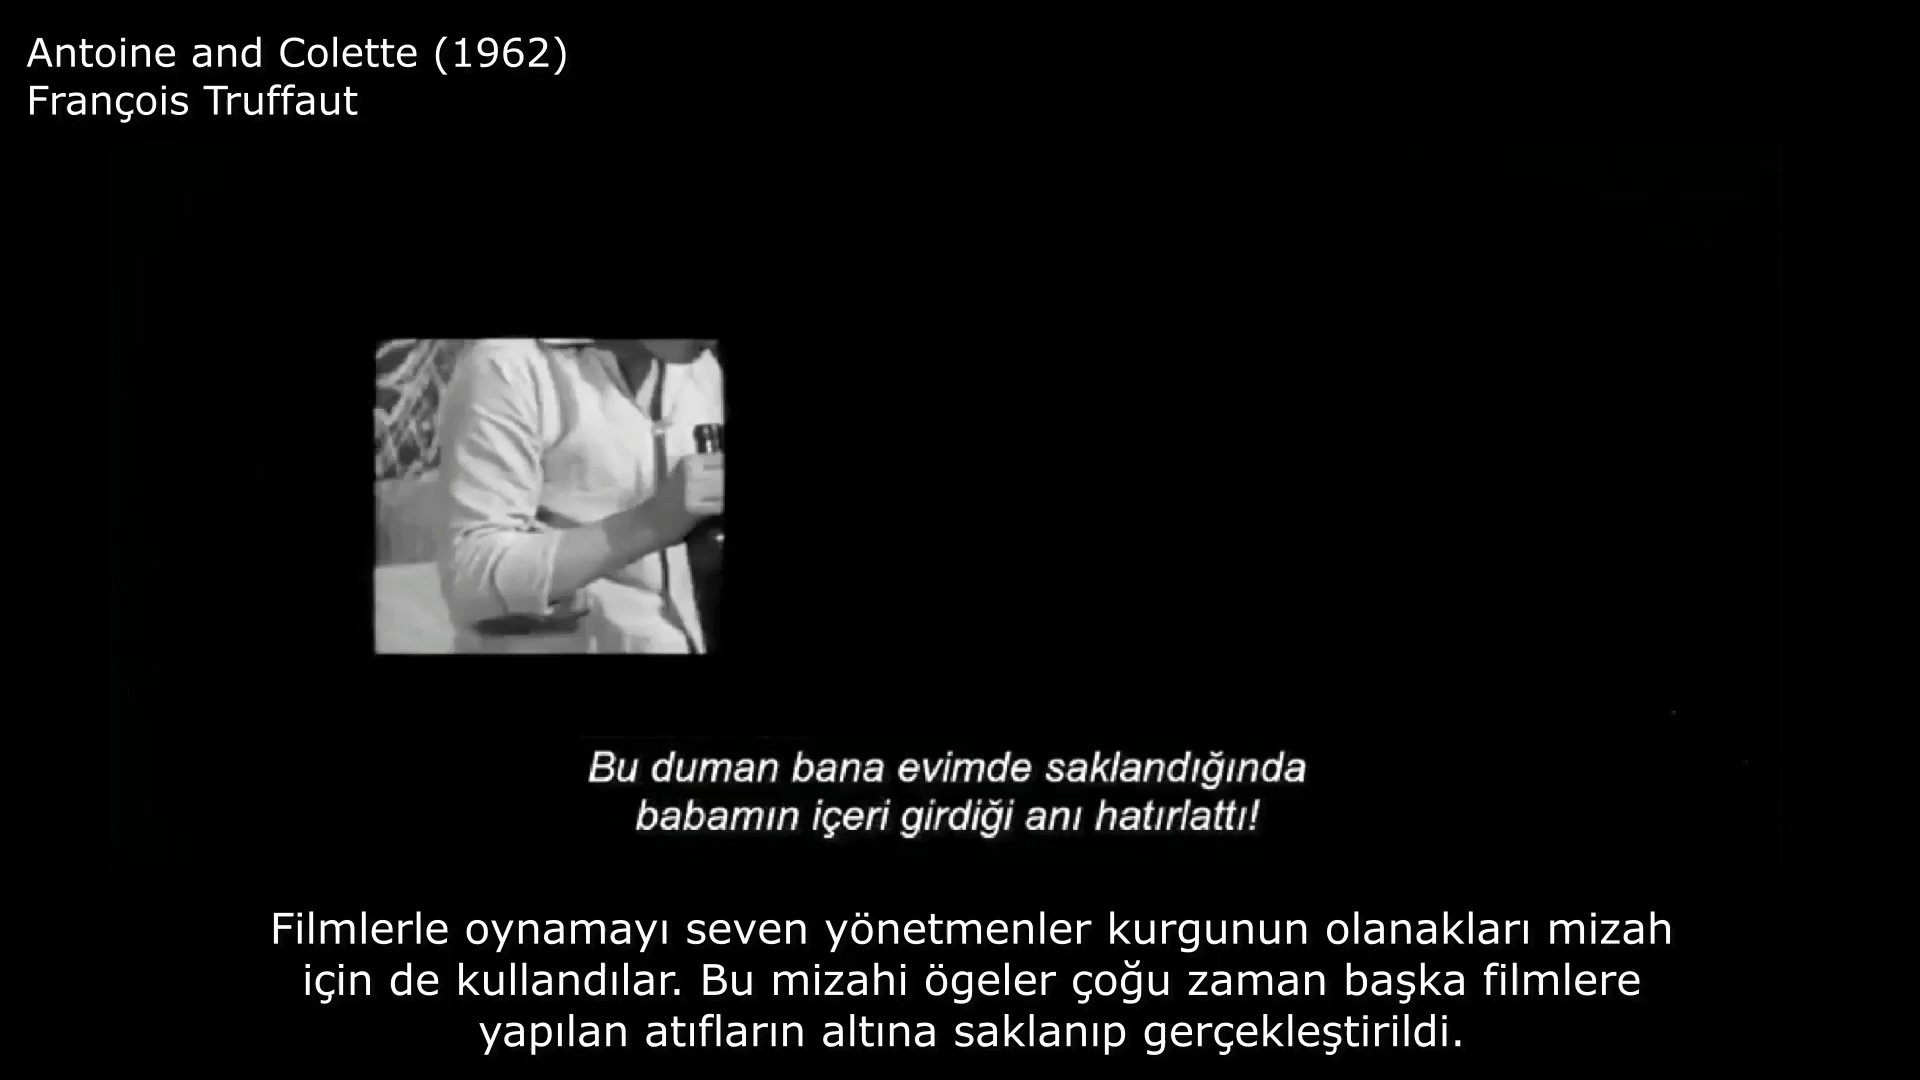 Antoine and Colette (1962)
François Truffaut
Bu duman bana evimde saklandığında
babamın içeri girdiği anı hatırlattı!
Filmlerle oynamayı seven yönetmenler kurgunun olanakları mizah
için de kullandılar. Bu mizahi ögeler çoğu zaman başka filmlere
yapılan atıfların altına saklanıp gerçekleştirildi.